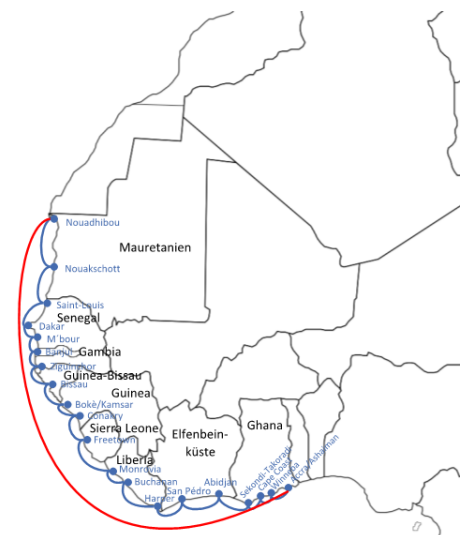 Nouadhibou
Mauretanien
Nouakschott
Saint-Louis
Senegal
Dakar
M´bour
Banjul
Gambia
Ziguinchor
Guinea-Bissau
Bissau
Guinea
Bokè/Kamsar
Conakry
Sierra Leone
Freetown
Elfenbein-
küste
Ghana
Liberia
Monrovia
Buchanan
Harper
San Pédro
Abidjan
Sekondi-Takoradi
Cape Coast
Winneba
Accra/Ashaiman